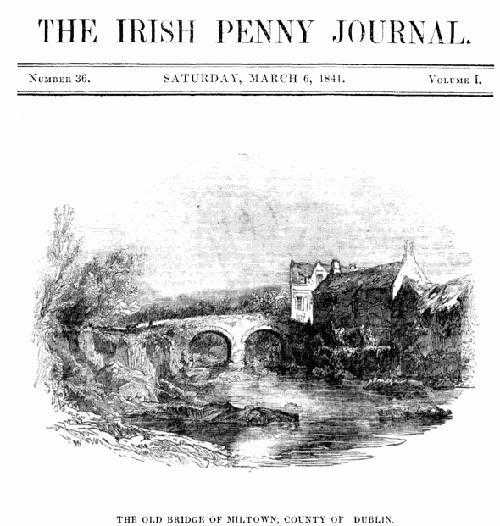 THE IRISH PENNY JOURNAL.
NUMBER 36. SATURDAY, MARCH 6, 1841. VOLUME I.
THE OLD BRIDGE OF MILTOWN, COUNTY OF DUBLIN.